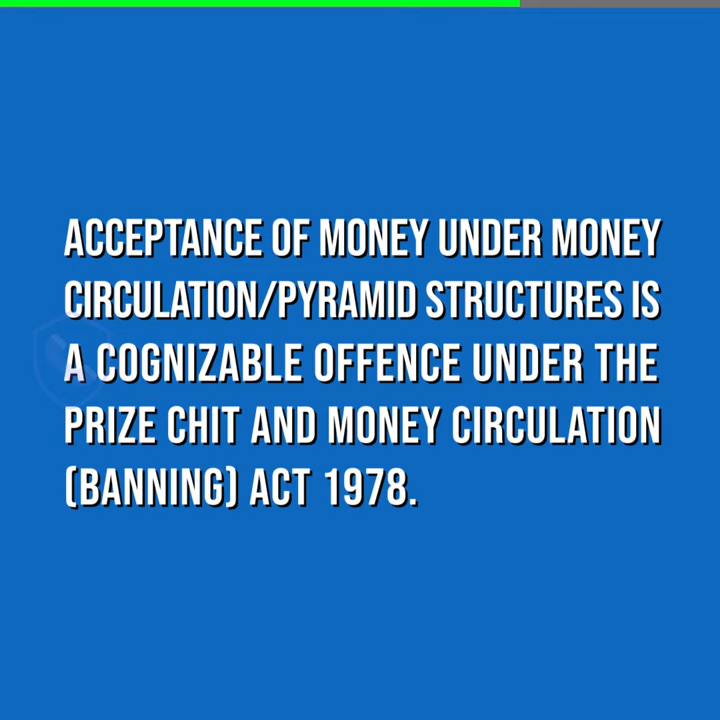 ACCEPTANCE OF MONEY UNDER MONEY
CIRCULATION/PYRAMID STRUCTURES IS
A COGNIZABLE OFFENCE UNDER THE
PRIZE CHIT AND MONEY CIRCULATION
(BANNING) ACT 1978.